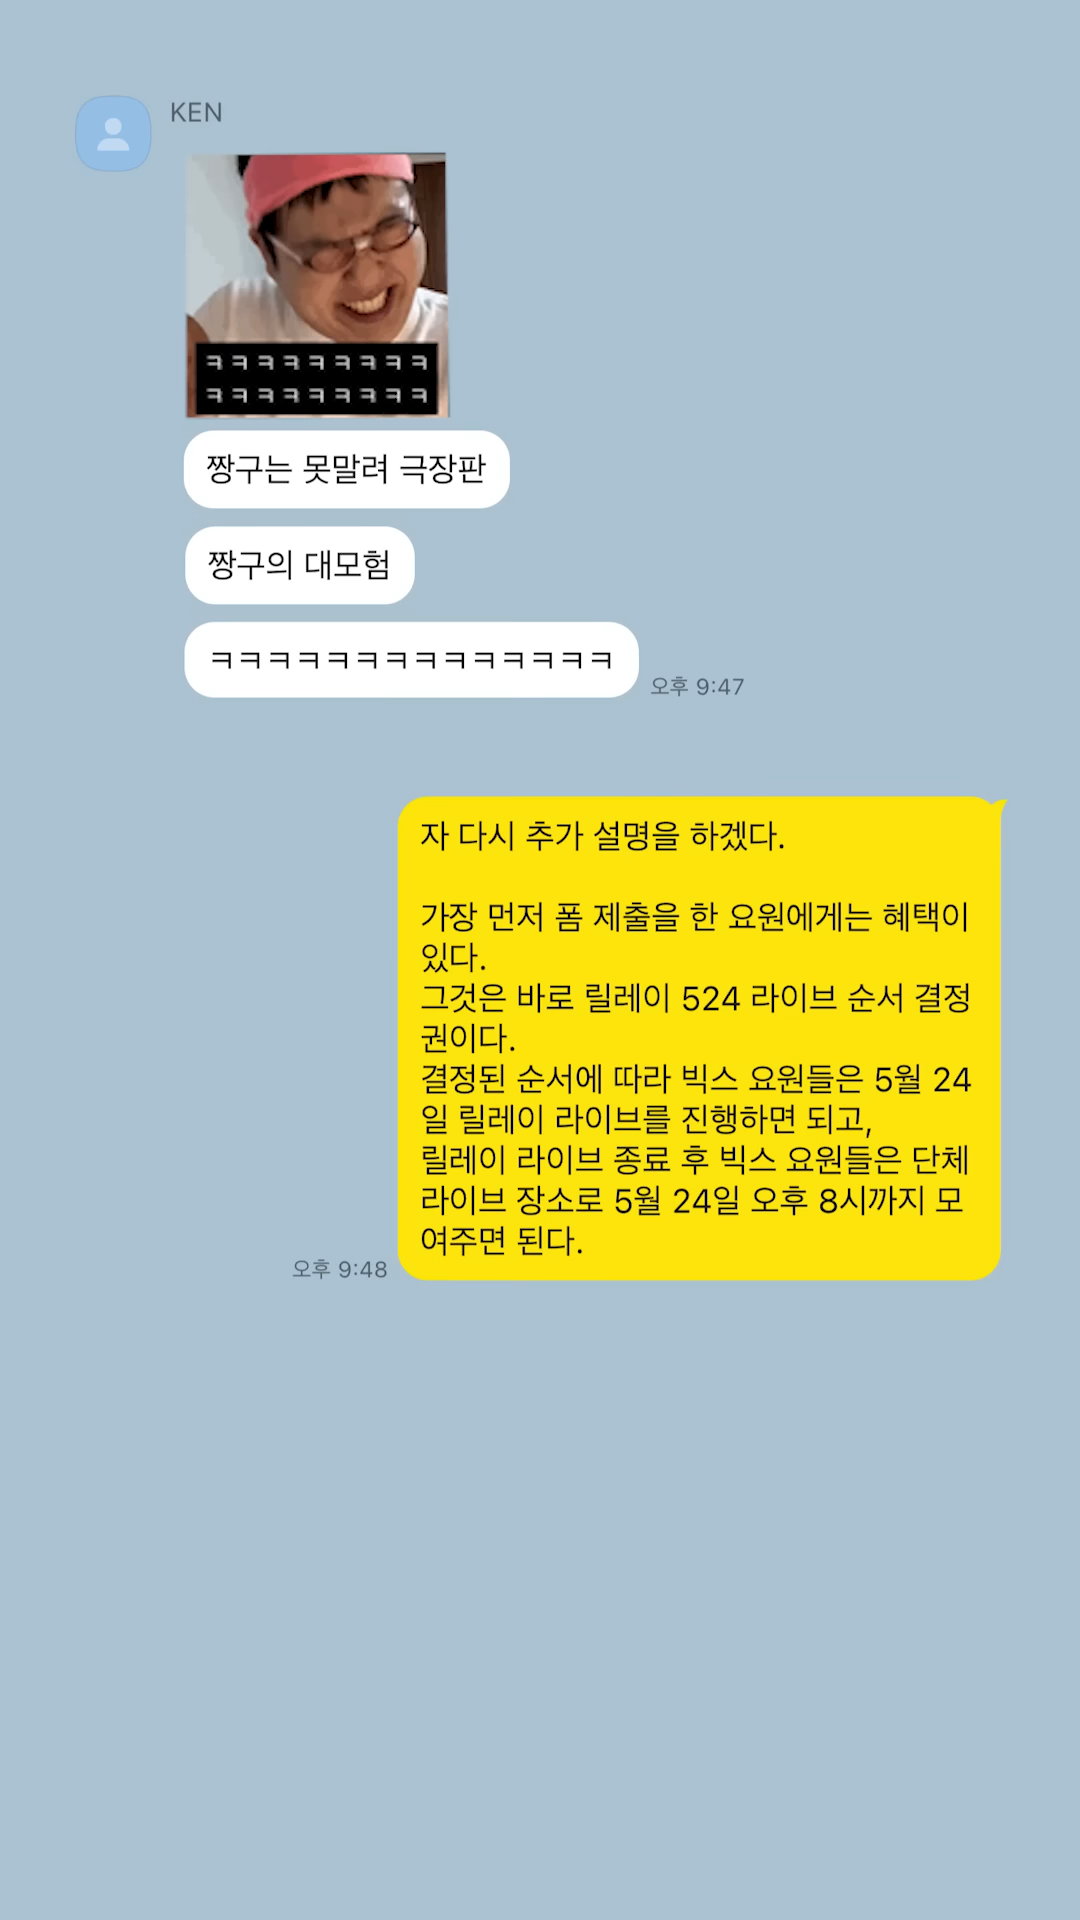 KEN
ㅋㅋㅋㅋㅋㅋㅋㅋㅋ
ㅋㅋㅋㅋㅋㅋㅋㅋㅋ
짱구는 못말려 극장판
짱구의 대모험
ㅋㅋㅋㅋㅋㅋㅋㅋㅋㅋㅋㅋㅋㅋ
오후 9:47
자 다시 추가 설명을 하겠다.
가장 먼저 폼 제출을 한 요원에게는 혜택이
있다.
그것은 바로 릴레이 524 라이브 순서 결정
권이다.
결정된 순서에 따라 빅스 요원들은 5월 24
일 릴레이 라이브를 진행하면 되고,
릴레이 라이브 종료 후 빅스 요원들은 단체
라이브 장소로 5월 24일 오후 8시까지 모
여주면 된다.
오후 9:48